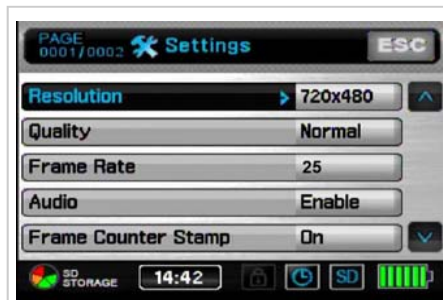 PAGE
0001/0002 Settings ESC
Resolution > 720x480
Quality Normal
Frame Rate 25
Audio Enable
Frame Counter Stamp On
SD
STORAGE 14:42 SD